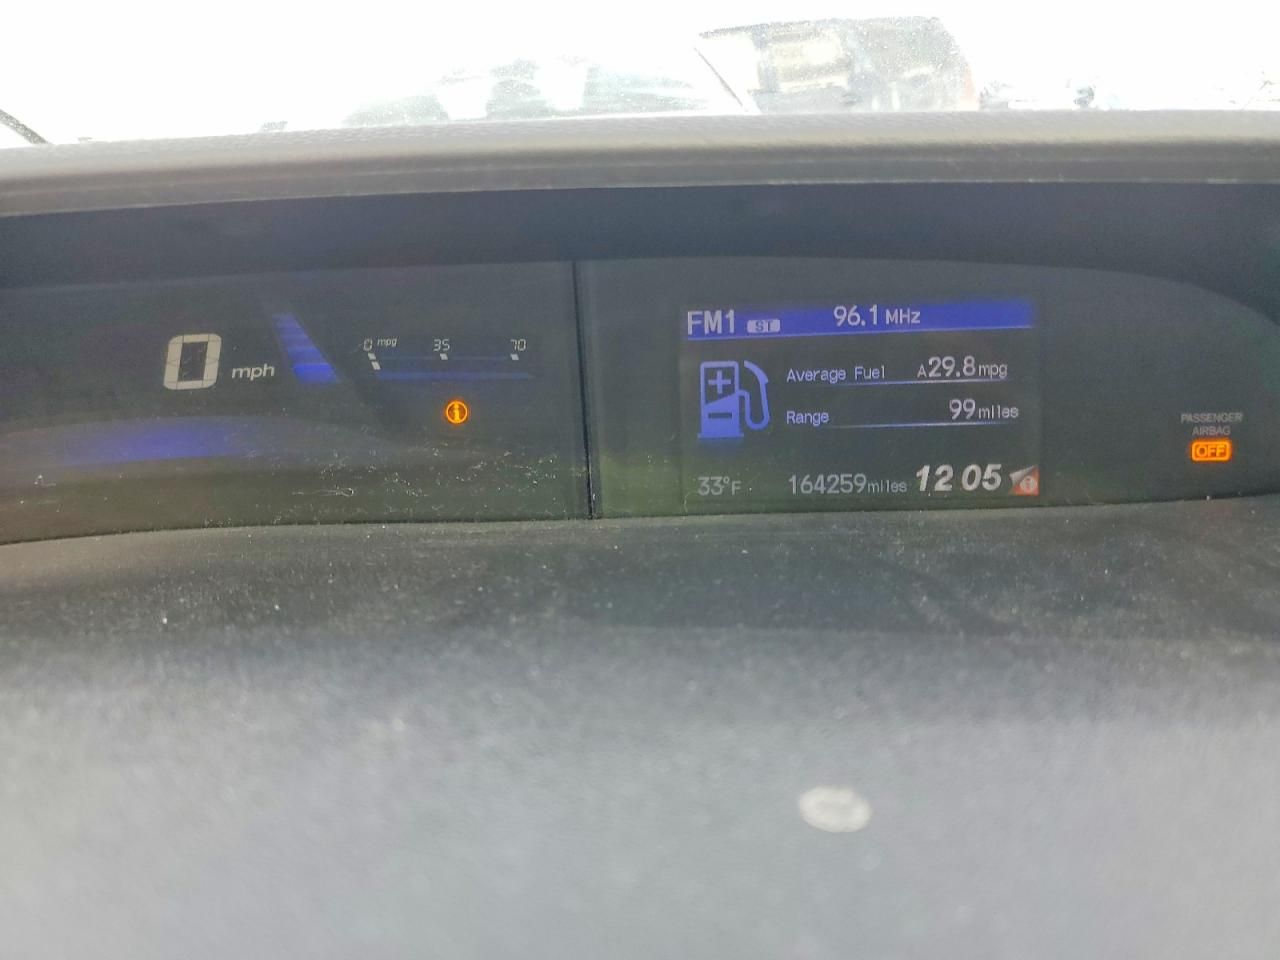 0 mph
0 mpg 35 70
FM1 ST 96.1 MHz
Average Fuel A29.8 mpg
Range 99 miles
33°F 164259 miles 12 05
PASSENGER
AIRBAG
OFF